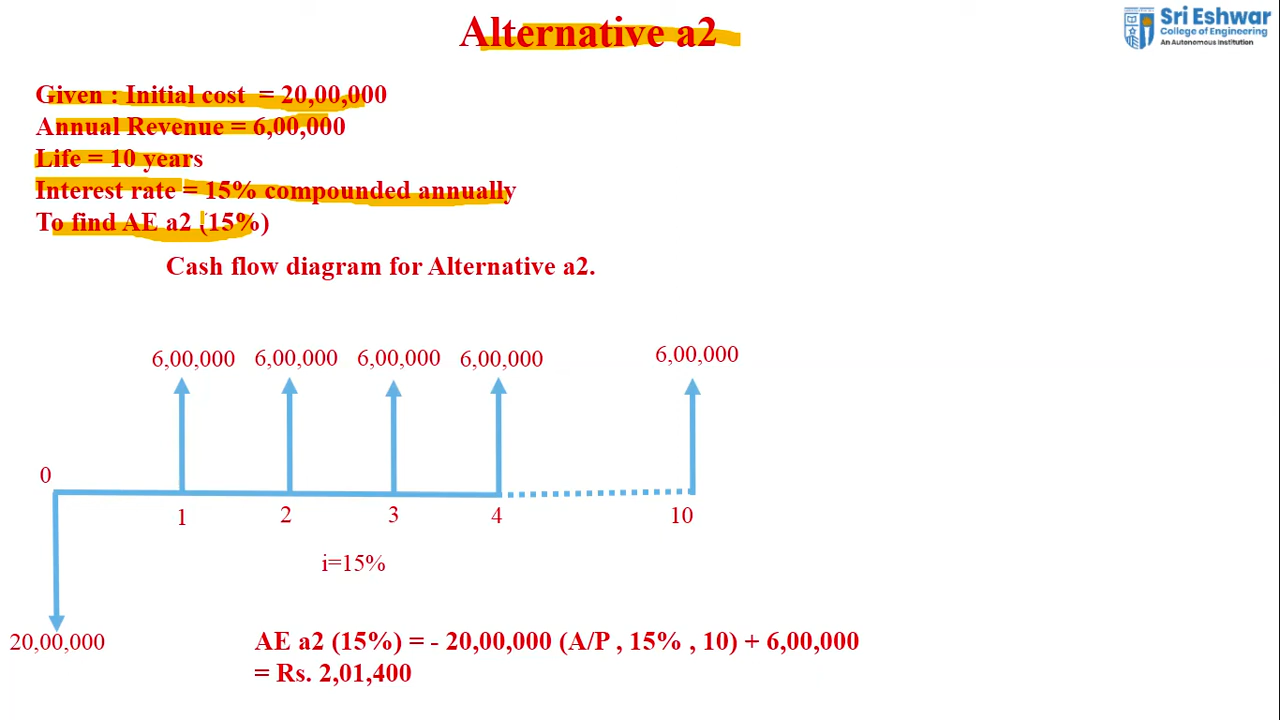 Alternative a2
Sri Eshwar
College of Engineering
An Autonomous Institution
Given : Initial cost = 20,00,000
Annual Revenue = 6,00,000
Life = 10 years
Interest rate = 15% compounded annually
To find AE a2 (15%)
Cash flow diagram for Alternative a2.
6,00,000 6,00,000 6,00,000 6,00,000 6,00,000
0
1 2 3 4 10
i=15%
20,00,000
AE a2 (15%) = - 20,00,000 (A/P , 15% , 10) + 6,00,000
= Rs. 2,01,400